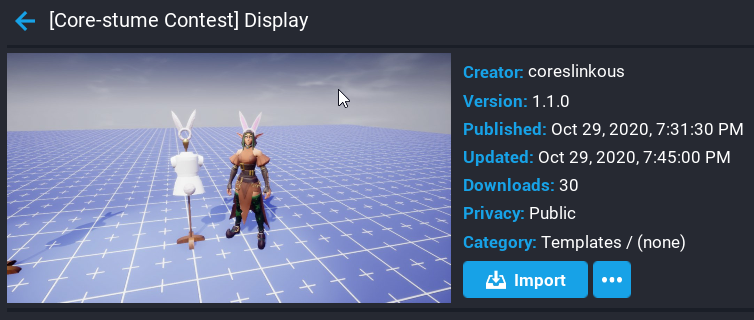 [Core-stume Contest] Display
Creator: coreslinkous
Version: 1.1.0
Published: Oct 29, 2020, 7:31:30 PM
Updated: Oct 29, 2020, 7:45:00 PM
Downloads: 30
Privacy: Public
Category: Templates / (none)
Import